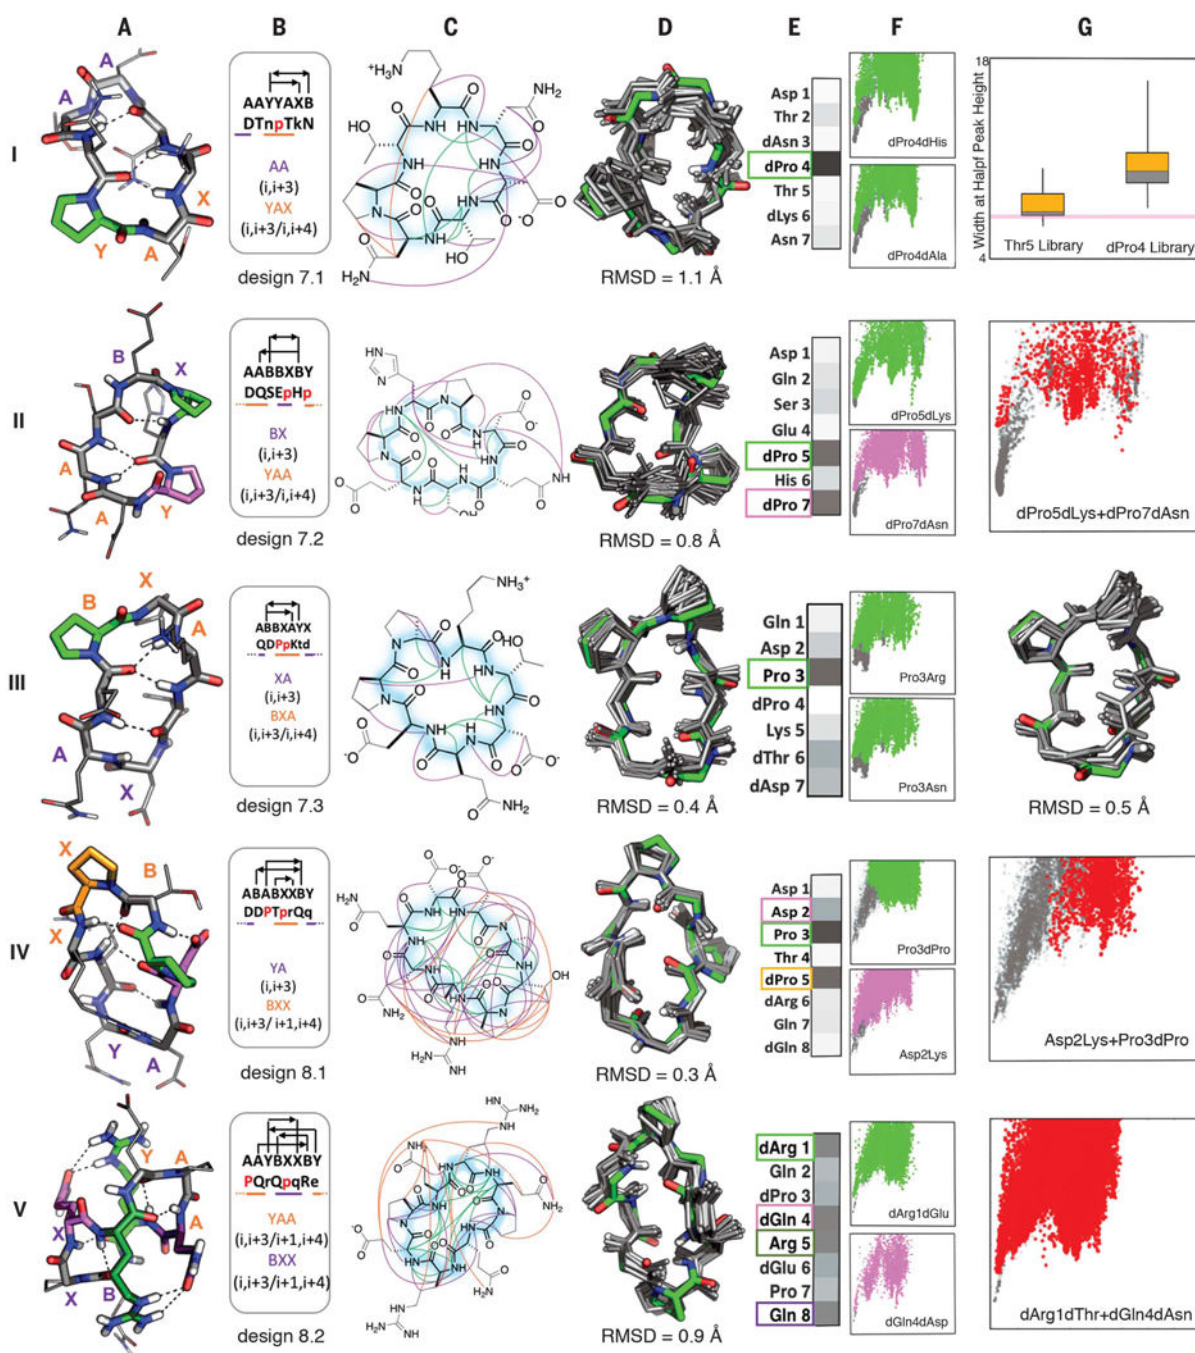 A B C D E F G
I
A
A
X
Y A
AAYYAXB
DTnpTkN
AA
(i,i+3)
YAX
(i,i+3/i,i+4)
design 7.1
+H3N
NH2
O
HO
HN
NH
N
O-
OH
H2N
RMSD = 1.1 Å
Asp 1
Thr 2
dAsn 3
dPro 4
Thr 5
dLys 6
Asn 7
dPro4dHis
dPro4dAla
18
Width at Halpf Peak Height
4
Thr5 Library
dPro4 Library
II
B
X
A
A
Y
AABBXBY
DQSEpHp
BX
(i,i+3)
YAA
(i,i+3/i,i+4)
design 7.2
RMSD = 0.8 Å
Asp 1
Gln 2
Ser 3
Glu 4
dPro 5
His 6
dPro 7
dPro5dLys
dPro7dAsn
dPro5dLys+dPro7dAsn
III
X
B
A
A
X
ABBXAYX
QDPpKtd
XA
(i,i+3)
BXA
(i,i+3/i,i+4)
design 7.3
NH3+
HO
NH2
RMSD = 0.4 Å
Gln 1
Asp 2
Pro 3
dPro 4
Lys 5
dThr 6
dAsp 7
Pro3Arg
Pro3Asn
RMSD = 0.5 Å
IV
X
B
X
Y
A
ABABXXBY
DDPTprQq
YA
(i,i+3)
BXX
(i,i+3/ i+1,i+4)
design 8.1
H2N
OH
NH2
RMSD = 0.3 Å
Asp 1
Asp 2
Pro 3
Thr 4
dPro 5
dArg 6
Gln 7
dGln 8
Pro3dPro
Asp2Lys
Asp2Lys+Pro3dPro
V
Y
A
X
A
X
B
AAYBXXBY
PQrQpqRe
YAA
(i,i+3/i+1,i+4)
BXX
(i,i+3/i+1,i+4)
design 8.2
NH2
RMSD = 0.9 Å
dArg 1
Gln 2
dPro 3
dGln 4
Arg 5
dGlu 6
Pro 7
Gln 8
dArg1dGlu
dGln4dAsp
dArg1dThr+dGln4dAsn